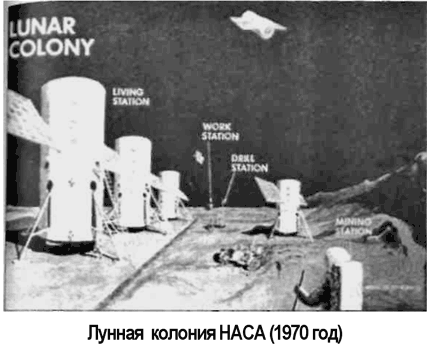 LUNAR
COLONY
LIVING
STATION
WORK
STATION
DRILL
STATION
MINING
STATION
Лунная колония НАСА (1970 год)